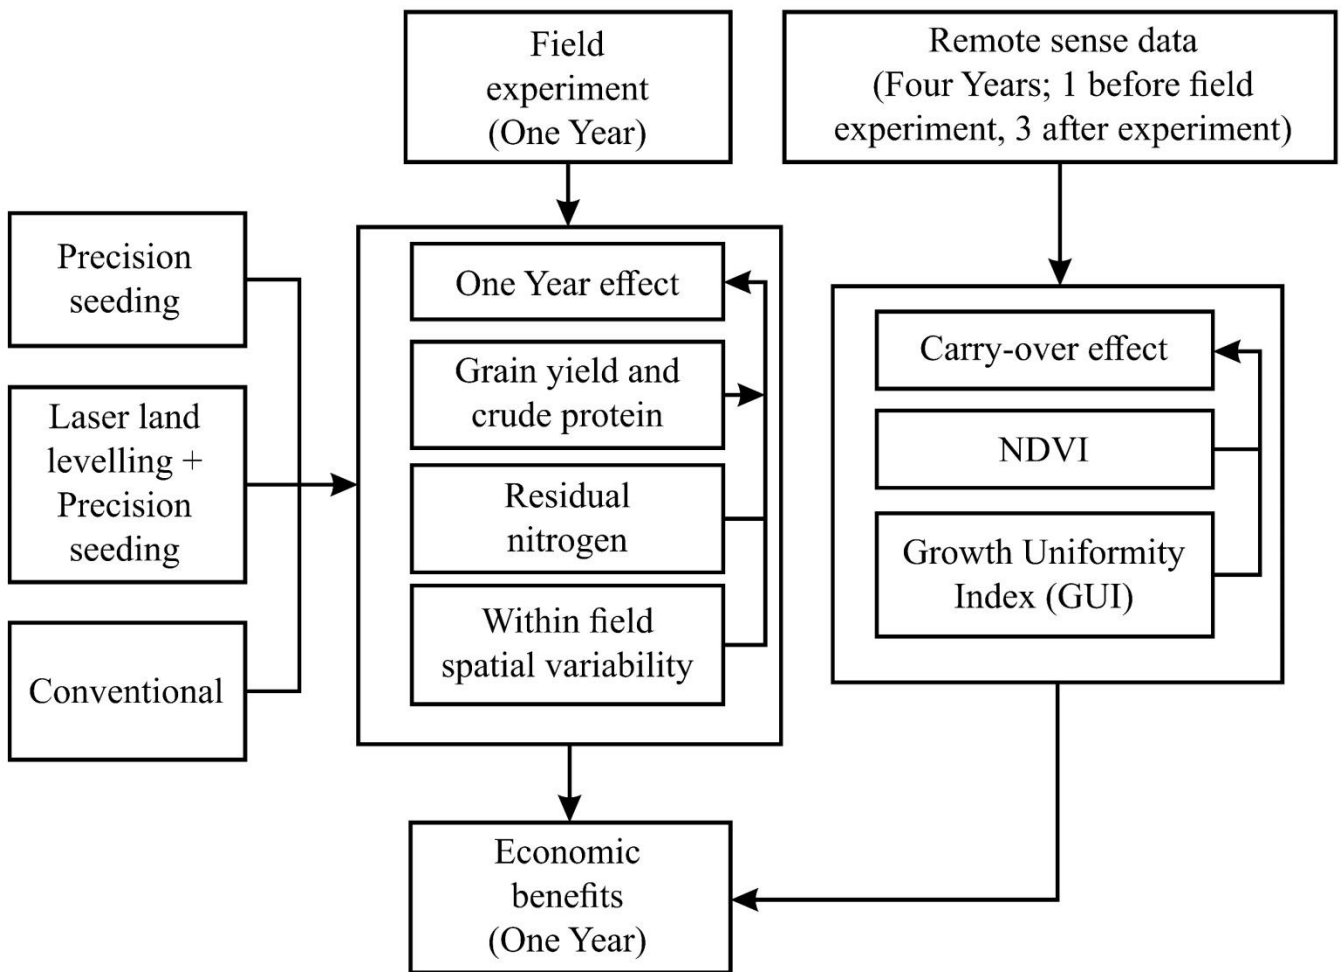 Field
experiment
(One Year)
Remote sense data
(Four Years; 1 before field
experiment, 3 after experiment)
Precision
seeding
Laser land
levelling +
Precision
seeding
Conventional
One Year effect
Grain yield and
crude protein
Residual
nitrogen
Within field
spatial variability
Carry-over effect
NDVI
Growth Uniformity
Index (GUI)
Economic
benefits
(One Year)